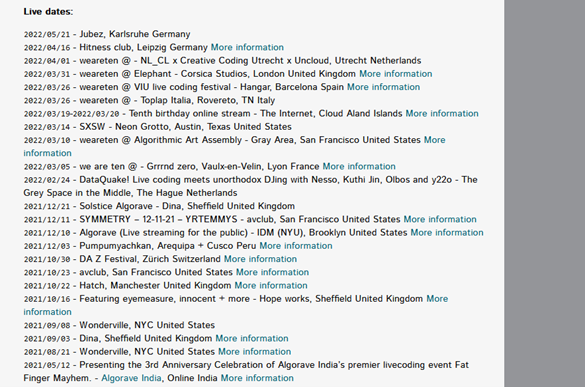 Live dates:
2022/05/21 - Jubez, Karlsruhe Germany
2022/04/16 - Hitness club, Leipzig Germany More information
2022/04/01 - weareten @ - NL_CL x Creative Coding Utrecht x Uncloud, Utrecht Netherlands
2022/03/31 - weareten @ Elephant - Corsica Studios, London United Kingdom More information
2022/03/26 - weareten @ VIU live coding festival - Hangar, Barcelona Spain More information
2022/03/26 - weareten @ - Toplap Italia, Rovereto, TN Italy
2022/03/19–2022/03/20 - Tenth birthday online stream - The Internet, Cloud Aland Islands More information
2022/03/14 - SXSW - Neon Grotto, Austin, Texas United States
2022/03/10 - weareten @ Algorithmic Art Assembly - Gray Area, San Francisco United States More
information
2022/03/05 - we are ten @ - Grrrnd zero, Vaulx-en-Velin, Lyon France More information
2022/02/24 - DataQuake! Live coding meets unorthodox DJing with Nesso, Kuthi Jin, Olbos and y22o - The
Grey Space in the Middle, The Hague Netherlands
2021/12/21 - Solstice Algorave - Dina, Sheffield United Kingdom
2021/12/11 - SYMMETRY – 12-11-21 – YRTEMMYS - avclub, San Francisco United States More information
2021/12/10 - Algorave (Live streaming for the public) - IDM (NYU), Brooklyn United States More information
2021/12/03 - Pumpumyachkan, Arequipa + Cusco Peru More information
2021/10/30 - DA Z Festival, Zürich Switzerland More information
2021/10/23 - avclub, San Francisco United States More information
2021/10/22 - Hatch, Manchester United Kingdom More information
2021/10/16 - Featuring eyemeasure, innocent + more - Hope works, Sheffield United Kingdom More
information
2021/09/08 - Wonderville, NYC United States
2021/09/03 - Dina, Sheffield United Kingdom More information
2021/08/21 - Wonderville, NYC United States More information
2021/05/12 - Presenting the 3rd Anniversary Celebration of Algorave India's premier livecoding event Fat
Finger Mayhem. - Algorave India, Online India More information